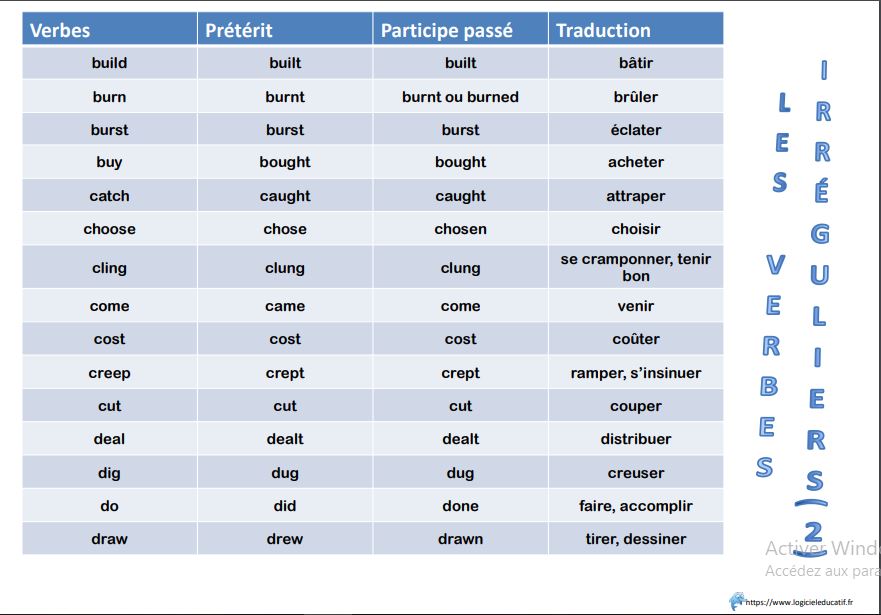 Verbes Prétérit Participe passé Traduction
build built built bâtir
burn burnt burnt ou burned brûler
burst burst burst éclater
buy bought bought acheter
catch caught caught attraper
choose chose chosen choisir
cling clung clung se cramponner, tenir
bon
come came come venir
cost cost cost coûter
creep crept crept ramper, s'insinuer
cut cut cut couper
deal dealt dealt distribuer
dig dug dug creuser
do did done faire, accomplir
draw drew drawn tirer, dessiner
LES VERBES
IRRÉGULIERS (2)
Activer Wind
Accédez aux para
https://www.logicieleducatif.fr